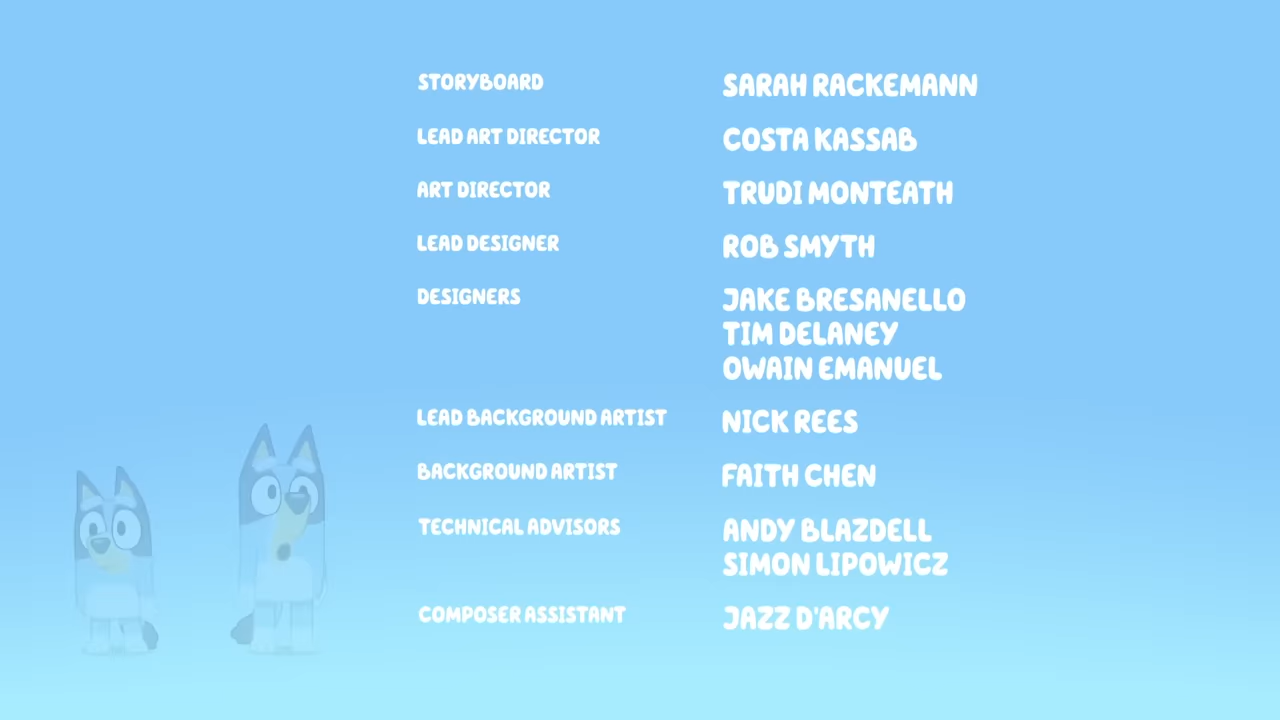 STORYBOARD SARAH RACKEMANN
LEAD ART DIRECTOR COSTA KASSAB
ART DIRECTOR TRUDI MONTEATH
LEAD DESIGNER ROB SMYTH
DESIGNERS JAKE BRESANELLO
TIM DELANEY
OWAIN EMANUEL
LEAD BACKGROUND ARTIST NICK REES
BACKGROUND ARTIST FAITH CHEN
TECHNICAL ADVISORS ANDY BLAZDELL
SIMON LIPOWICZ
COMPOSER ASSISTANT JAZZ D'ARCY